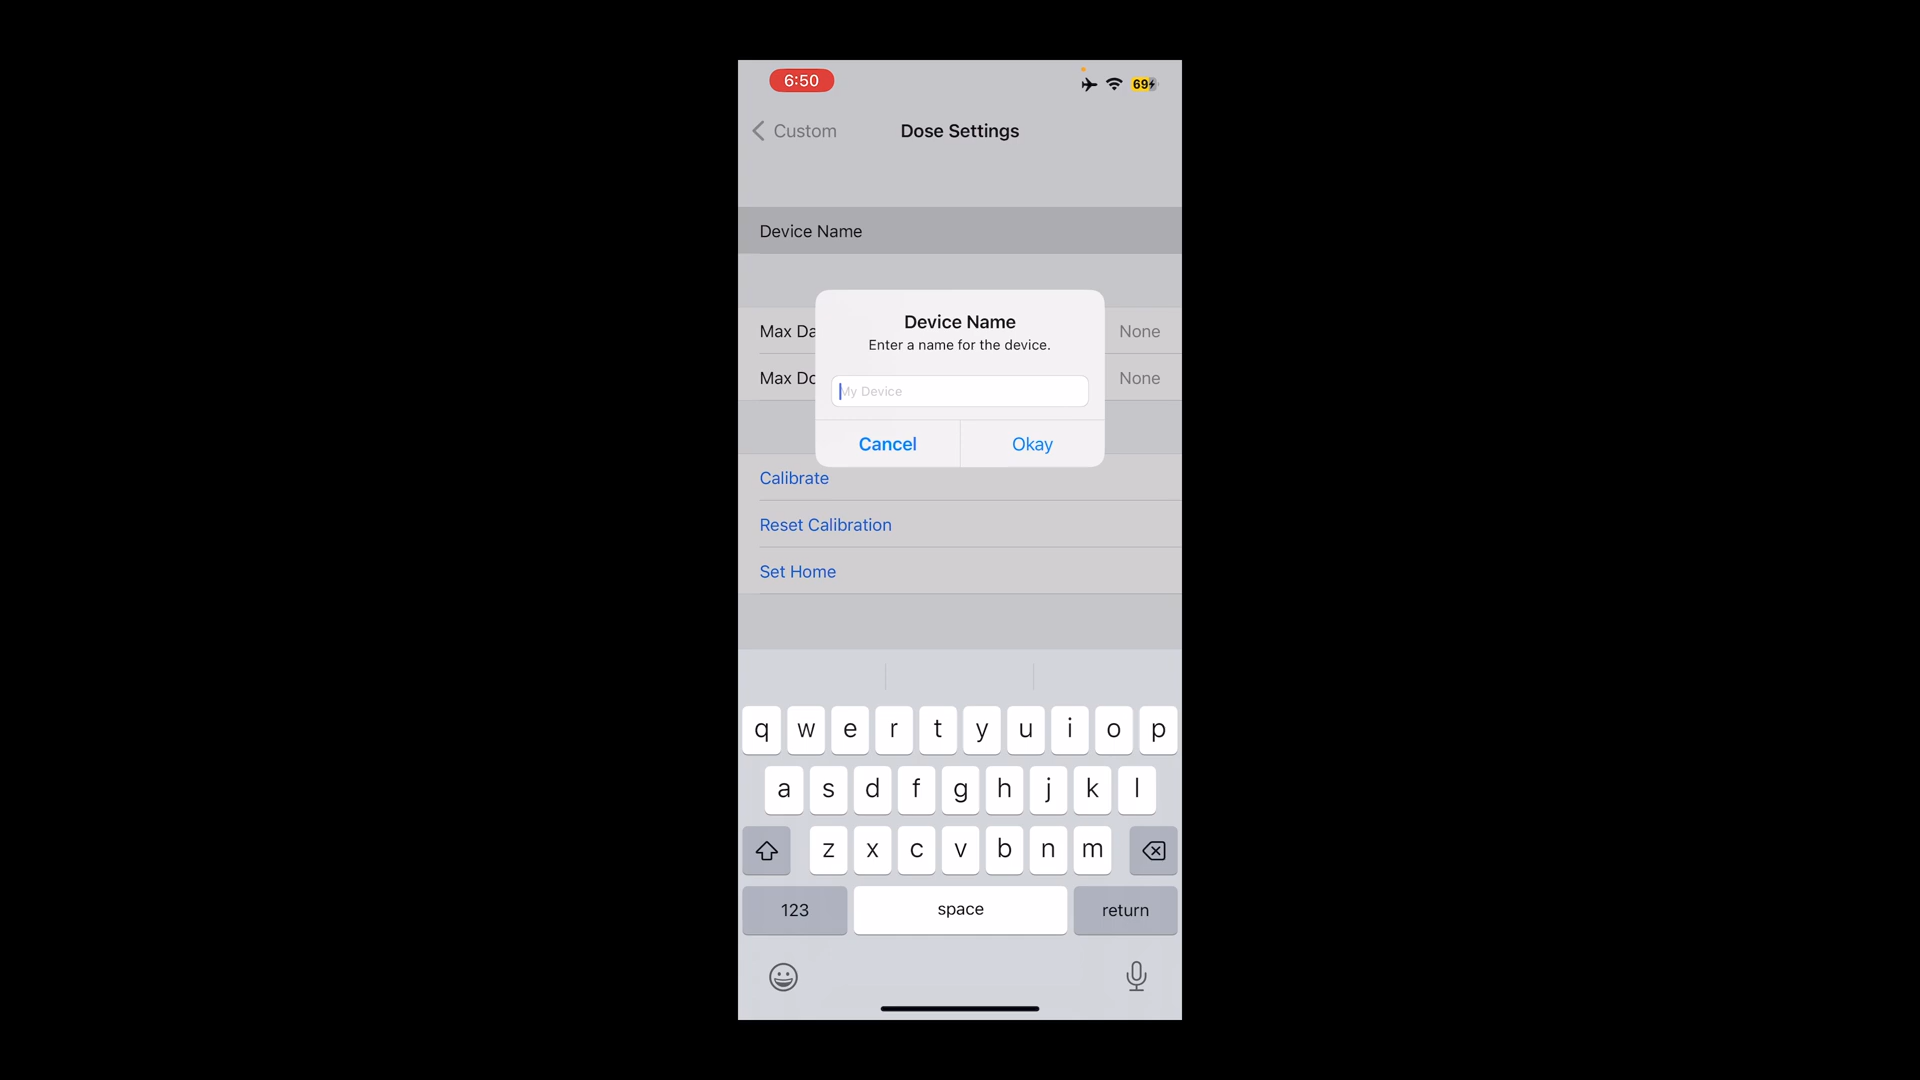 6:50
69
Custom
Dose Settings
Device Name
Max Da
None
Max Do
None
Device Name
Enter a name for the device.
My Device
Cancel
Okay
Calibrate
Reset Calibration
Set Home
q w e r t y u i o p
a s d f g h j k l
z x c v b n m
123
space
return